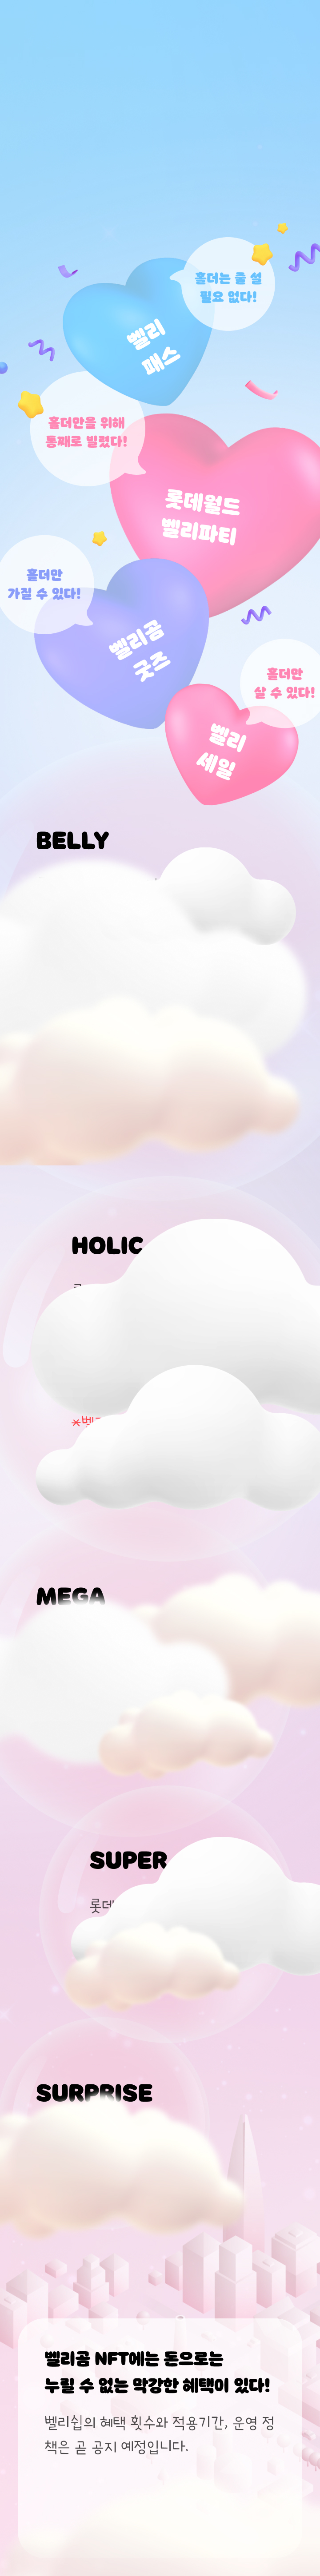 홀더는 줄 설
필요 없다!
벨리
패스
홀더만을 위해
통째로 빌렸다!
롯데월드
벨리파티
홀더만
가질 수 있다!
벨리곰
굿즈
홀더만
살 수 있다!
벨리
세일
BELLY
HOLIC
MEGA
SUPER
롯데
SURPRISE
벨리곰 NFT에는 돈으로는
누릴 수 없는 막강한 혜택이 있다!
벨리쉽의 혜택 횟수와 적용기간, 운영 정
책은 곧 공지 예정입니다.